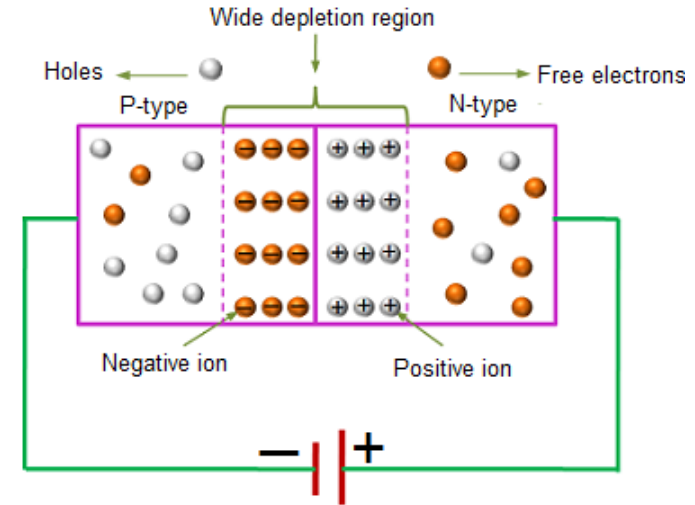 Wide depletion region
Holes
Free electrons
P-type
N-type
Negative ion
Positive ion
− +